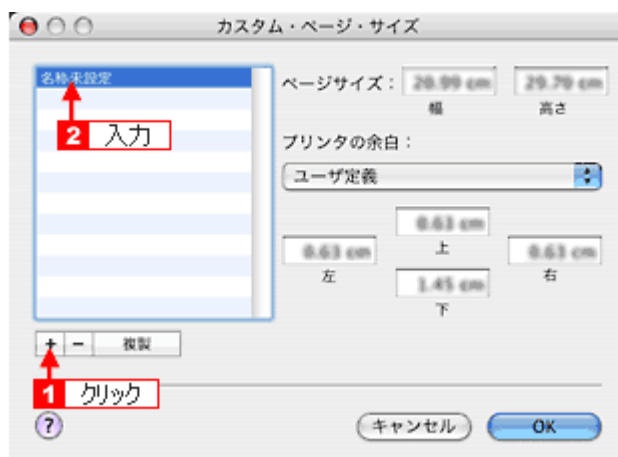 カスタム・ページ・サイズ
名称未設定
2 入力
ページサイズ： 20.99 cm 29.70 cm
幅 高さ
プリンタの余白：
ユーザ定義
0.63 cm
上
0.63 cm 0.63 cm
左 右
1.45 cm
下
+ − 複製
1 クリック
? キャンセル OK